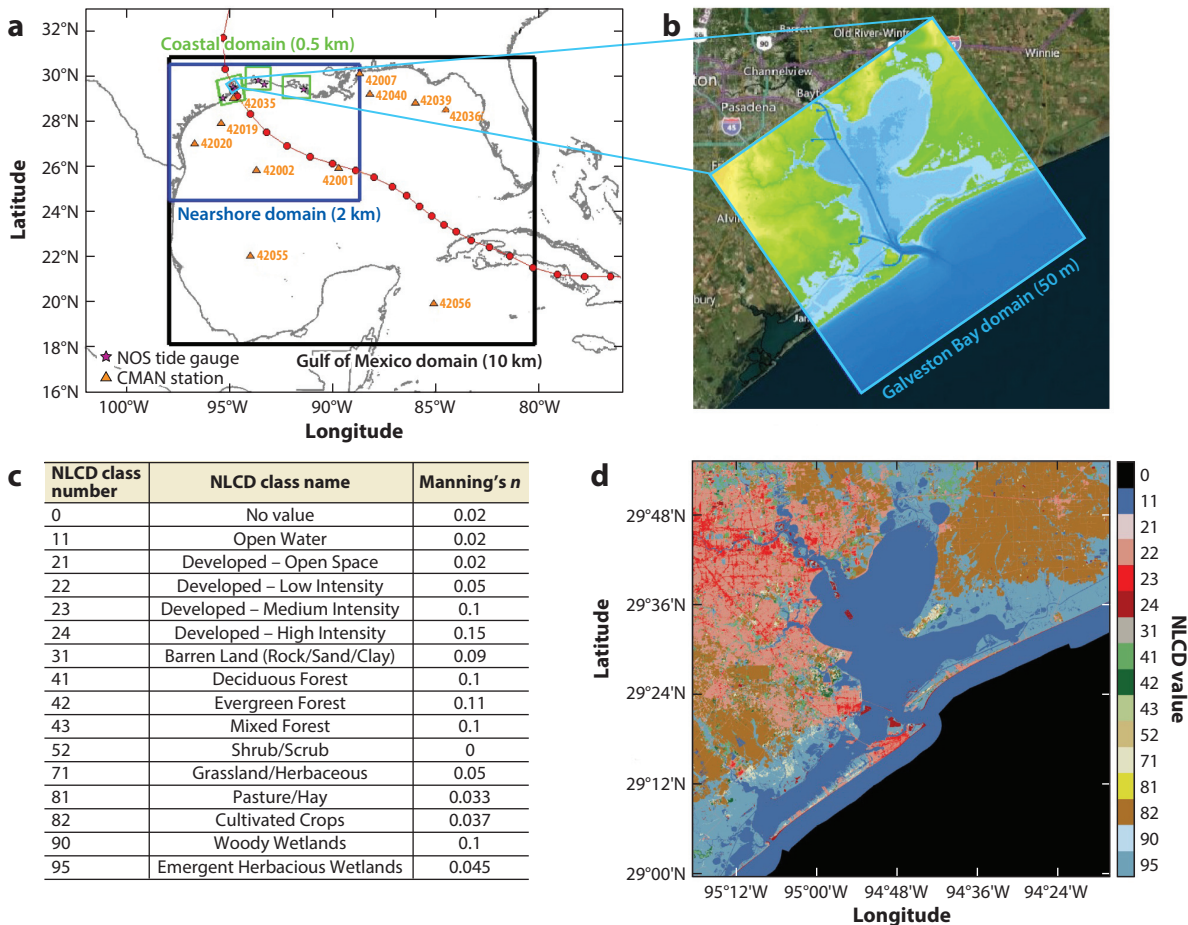 a
32°N
30°N
28°N
26°N
24°N
22°N
20°N
18°N
16°N
Latitude
Coastal domain (0.5 km)
42007
42040
42039
42036
42035
42019
42020
42002
42001
Nearshore domain (2 km)
42055
42056
Gulf of Mexico domain (10 km)
NOS tide gauge
CMAN station
100°W
95°W
90°W
85°W
80°W
Longitude
b
Barrett
Old River-Winfr
90
Channelview
Winnie
ton
Bayto
Pasadena
45
Alvi
bury
Galveston Bay domain (50 m)
c
NLCD class number NLCD class name Manning's n
0 No value 0.02
11 Open Water 0.02
21 Developed – Open Space 0.02
22 Developed – Low Intensity 0.05
23 Developed – Medium Intensity 0.1
24 Developed – High Intensity 0.15
31 Barren Land (Rock/Sand/Clay) 0.09
41 Deciduous Forest 0.1
42 Evergreen Forest 0.11
43 Mixed Forest 0.1
52 Shrub/Scrub 0
71 Grassland/Herbaceous 0.05
81 Pasture/Hay 0.033
82 Cultivated Crops 0.037
90 Woody Wetlands 0.1
95 Emergent Herbacious Wetlands 0.045
d
29°48'N
29°36'N
29°24'N
29°12'N
29°00'N
Latitude
95°12'W
95°00'W
94°48'W
94°36'W
94°24'W
Longitude
0
11
21
22
23
24
31
41
42
43
52
71
81
82
90
95
NLCD value